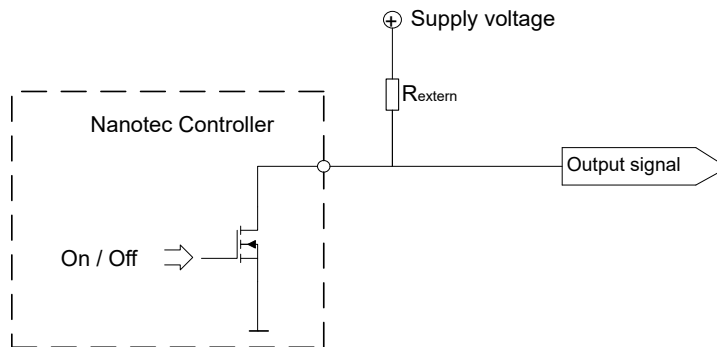 Supply voltage
Rextern
Nanotec Controller
Output signal
On / Off